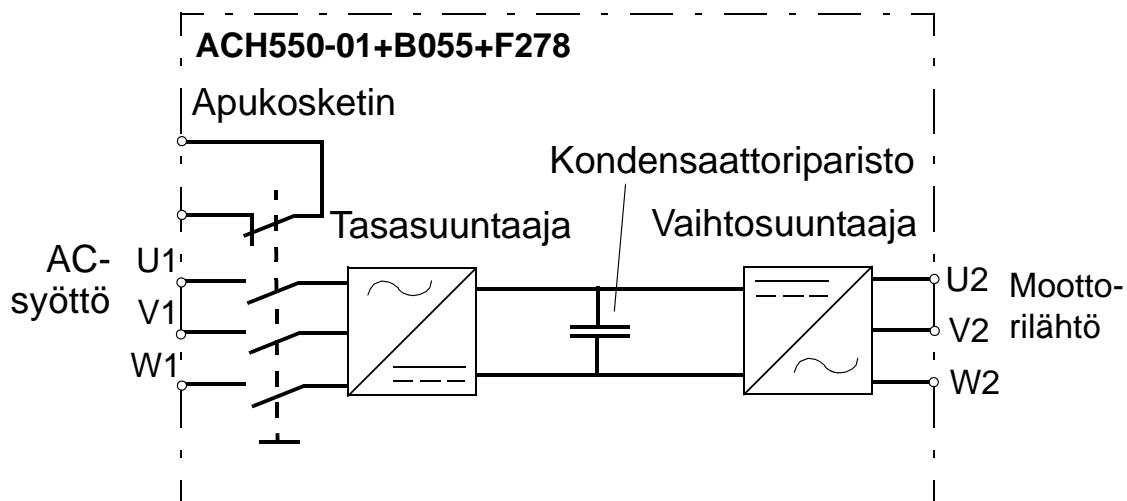 ACH550-01+B055+F278
Apukosketin
Kondensaattoriparisto
Tasasuuntaaja
Vaihtosuuntaaja
AC-
syöttö
U1
V1
W1
U2
V2
W2
Mootto-
rilähtö